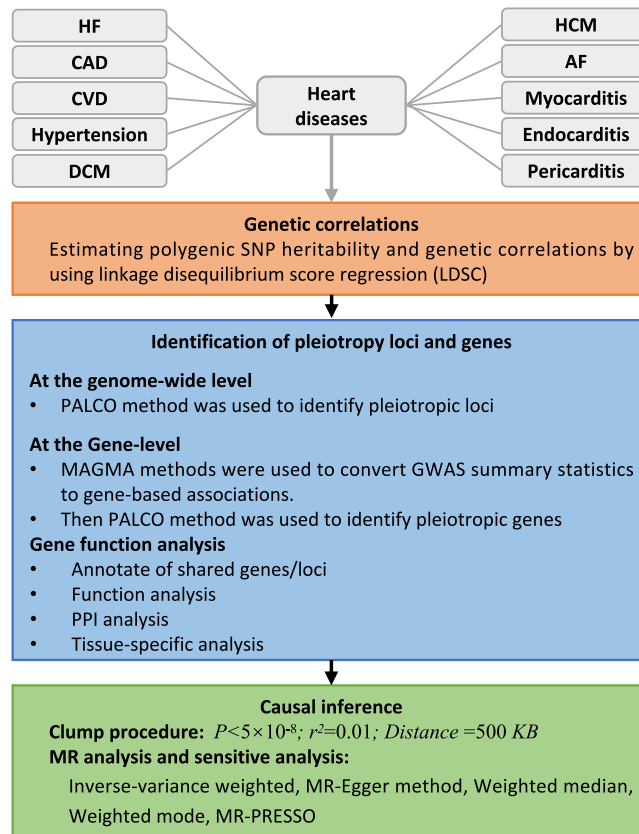 HF
CAD
CVD
Hypertension
DCM
Heart
diseases
HCM
AF
Myocarditis
Endocarditis
Pericarditis
Genetic correlations
Estimating polygenic SNP heritability and genetic correlations by
using linkage disequilibrium score regression (LDSC)
Identification of pleiotropy loci and genes
At the genome-wide level
• PALCO method was used to identify pleiotropic loci
At the Gene-level
• MAGMA methods were used to convert GWAS summary statistics
to gene-based associations.
• Then PALCO method was used to identify pleiotropic genes
Gene function analysis
• Annotate of shared genes/loci
• Function analysis
• PPI analysis
• Tissue-specific analysis
Causal inference
Clump procedure: P<5×10⁻⁸; r²=0.01; Distance =500 KB
MR analysis and sensitive analysis:
Inverse-variance weighted, MR-Egger method, Weighted median,
Weighted mode, MR-PRESSO